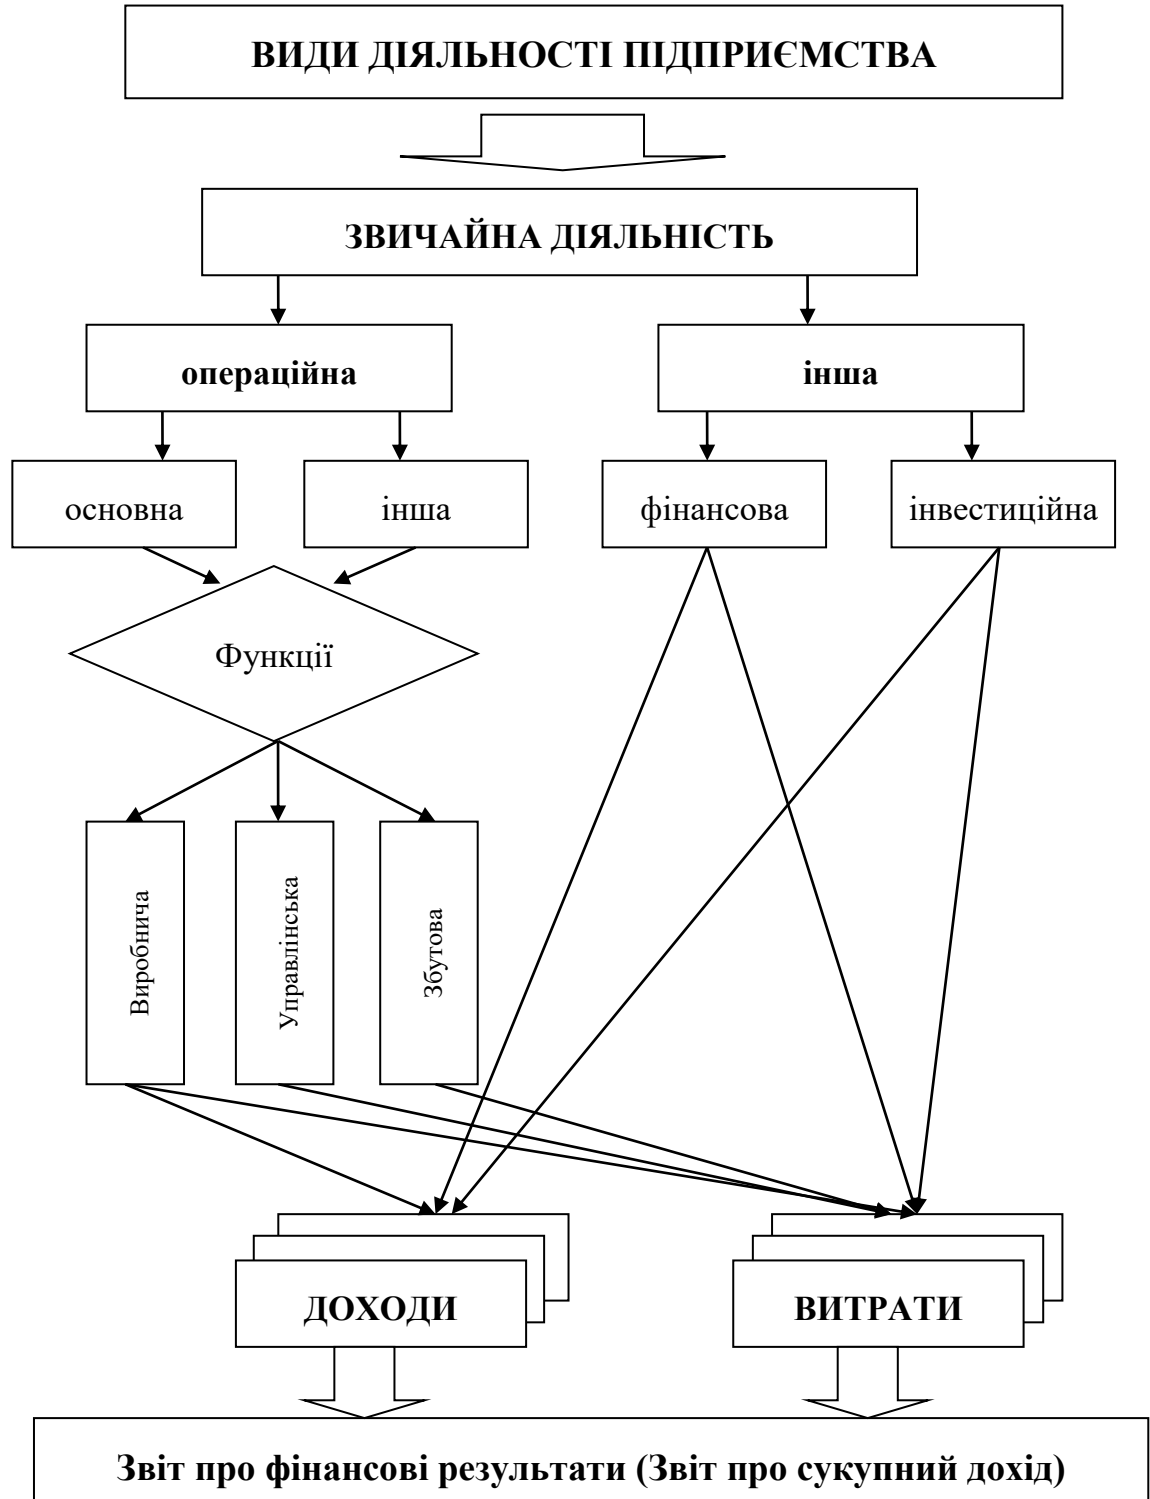 ВИДИ ДІЯЛЬНОСТІ ПІДПРИЄМСТВА
ЗВИЧАЙНА ДІЯЛЬНІСТЬ
операційна
інша
основна
інша
фінансова
інвестиційна
Функції
Виробнича
Управлінська
Збутова
ДОХОДИ
ВИТРАТИ
Звіт про фінансові результати (Звіт про сукупний дохід)